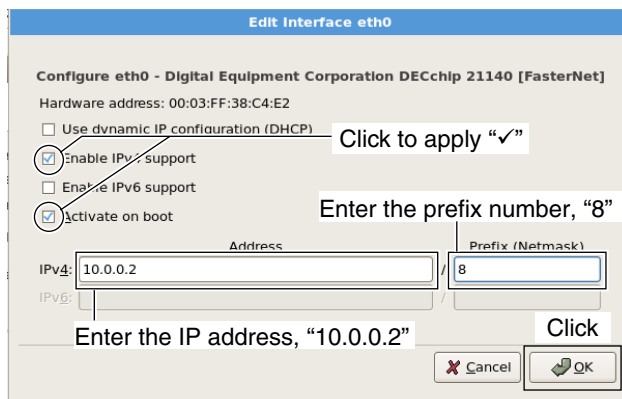 Edit Interface eth0
Configure eth0 - Digital Equipment Corporation DECchip 21140 [FasterNet]
Hardware address: 00:03:FF:38:C4:E2
Use dynamic IP configuration (DHCP)
Click to apply “✓”
Enable IPv4 support
Enable IPv6 support
Enter the prefix number, “8”
Activate on boot
Address Prefix (Netmask)
IPv4: 10.0.0.2 / 8
IPv6: /
Enter the IP address, “10.0.0.2”
Click
Cancel OK